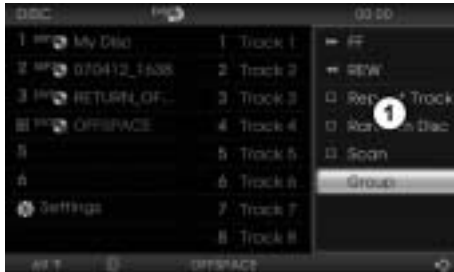 DISC 00:00
1 My Disc
2 070412_1638
3 RETURN_OF...
OFFSPACE
5
6
Settings
1 Track 1
2 Track 2
3 Track 3
4 Track 4
5 Track 5
6 Track 6
7 Track 7
8 Track 8
FF
REW
Track
1
Disc
Scan
Group
OFFSPACE